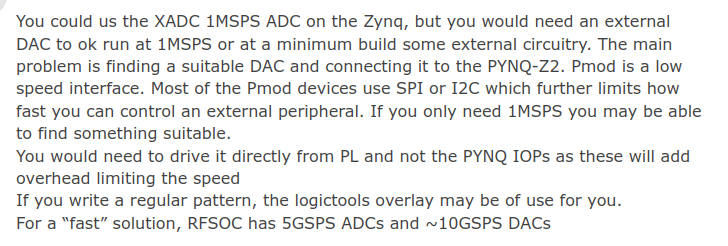 You could us the XADC 1MSPS ADC on the Zynq, but you would need an external
DAC to ok run at 1MSPS or at a minimum build some external circuitry. The main
problem is finding a suitable DAC and connecting it to the PYNQ-Z2. Pmod is a low
speed interface. Most of the Pmod devices use SPI or I2C which further limits how
fast you can control an external peripheral. If you only need 1MSPS you may be able
to find something suitable.
You would need to drive it directly from PL and not the PYNQ IOPs as these will add
overhead limiting the speed
If you write a regular pattern, the logictools overlay may be of use for you.
For a “fast” solution, RFSOC has 5GSPS ADCs and ~10GSPS DACs